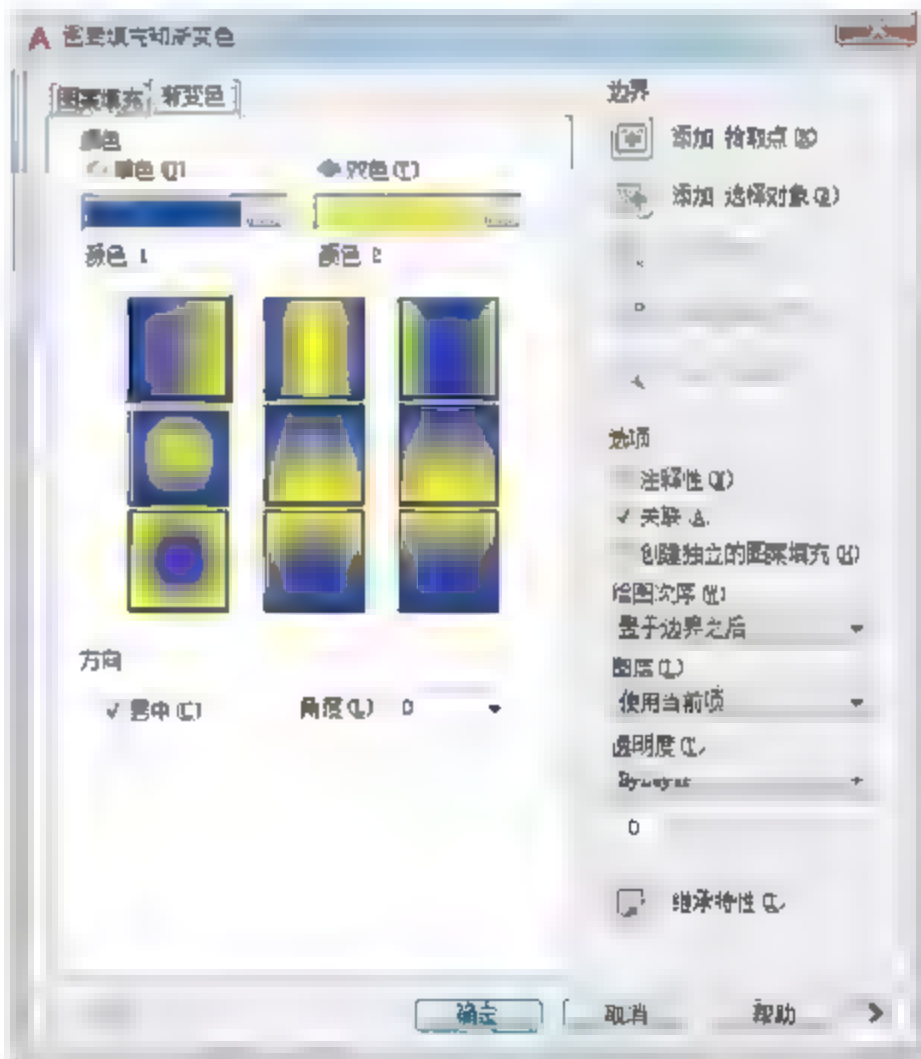 图案填充和渐变色
图案填充 渐变色
颜色
单色(O) 双色(T)
颜色 1 颜色 2
方向
居中(C) 角度(L) 0
边界
添加 拾取点(K)
添加 选择对象(B)
选项
注释性(N)
关联(A)
创建独立的图案填充(H)
绘图次序(W)
置于边界之后
图层(L)
使用当前项
透明度(T)
ByLayer
0
继承特性(I)
确定 取消 帮助